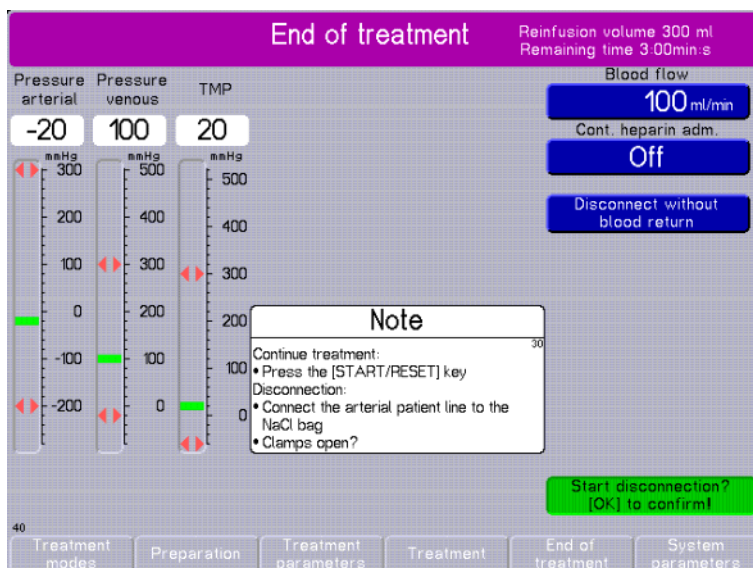 End of treatment
Reinfusion volume 300 ml
Remaining time 3:00min:s
Pressure
arterial
Pressure
venous
TMP
-20
100
20
mmHg
300
200
100
0
-100
-200
mmHg
500
400
300
200
100
0
500
400
300
200
100
0
Blood flow
100 ml/min
Cont. heparin adm.
Off
Disconnect without
blood return
Note
30
Continue treatment:
• Press the [START/RESET] key
Disconnection:
• Connect the arterial patient line to the
NaCl bag
• Clamps open?
Start disconnection?
[OK] to confirm!
40
Treatment
modes
Preparation
Treatment
parameters
Treatment
End of
treatment
System
parameters